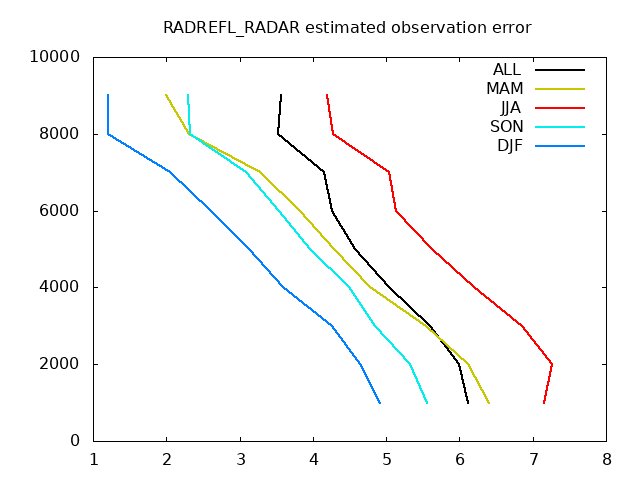 RADREFL_RADAR estimated observation error
10000
8000
6000
4000
2000
0
ALL
MAM
JJA
SON
DJF
1 2 3 4 5 6 7 8